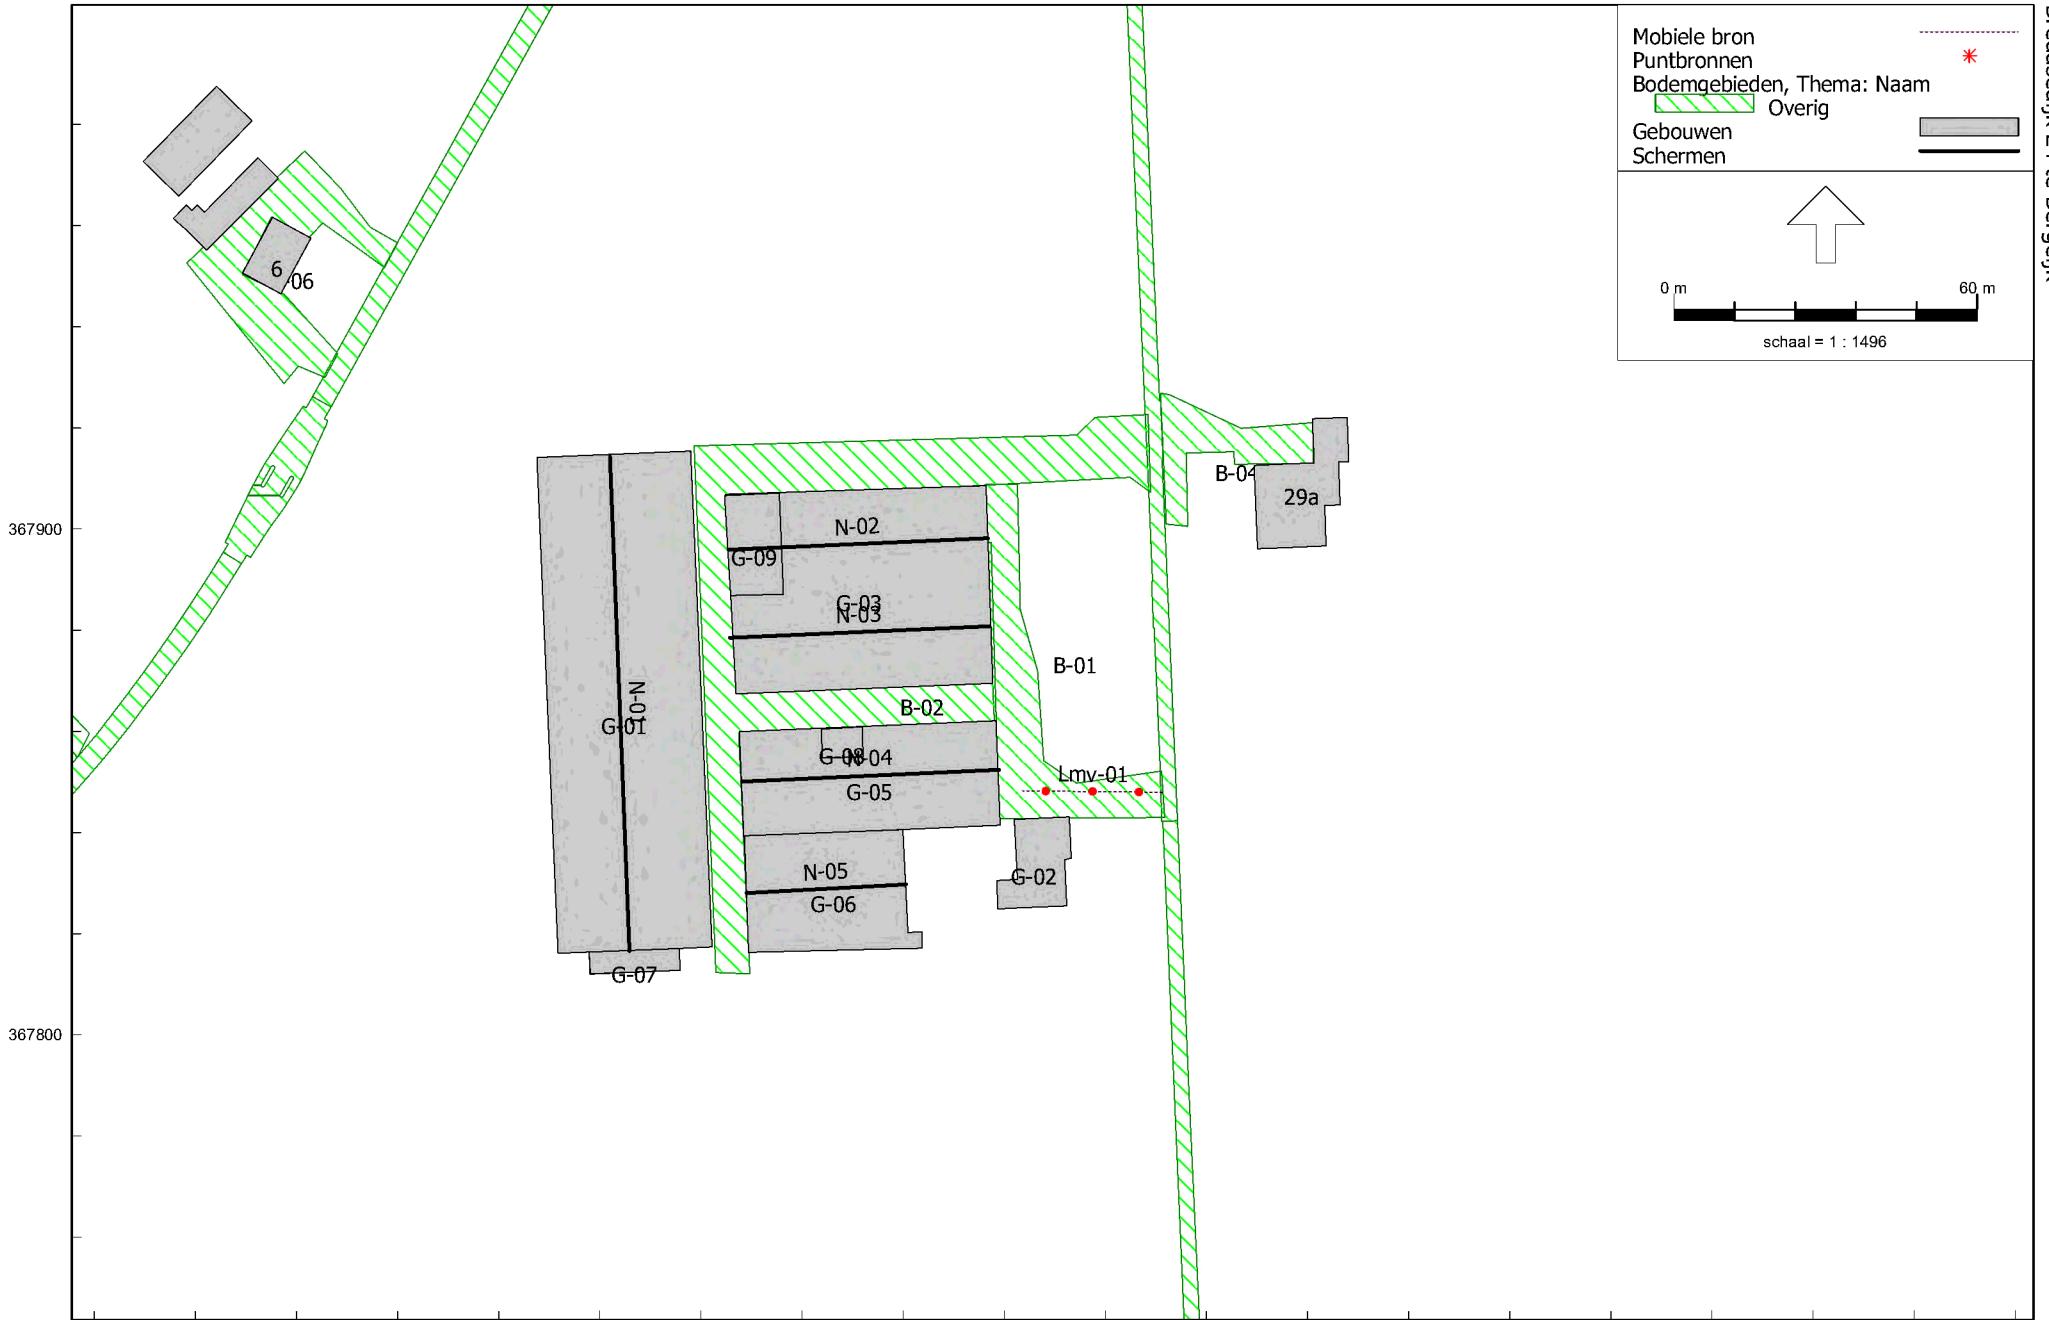 Mobiele bron
Puntbronnen
Bodemgebieden, Thema: Naam
Overig
Gebouwen
Schermen
0 m 60 m
schaal = 1 : 1496
6
06
B-04
29a
367900
N-02
G-09
G-03
N-03
B-01
N-01
G-01
B-02
G-08
N-04
G-05
Lmv-01
N-05
G-06
G-02
G-07
367800